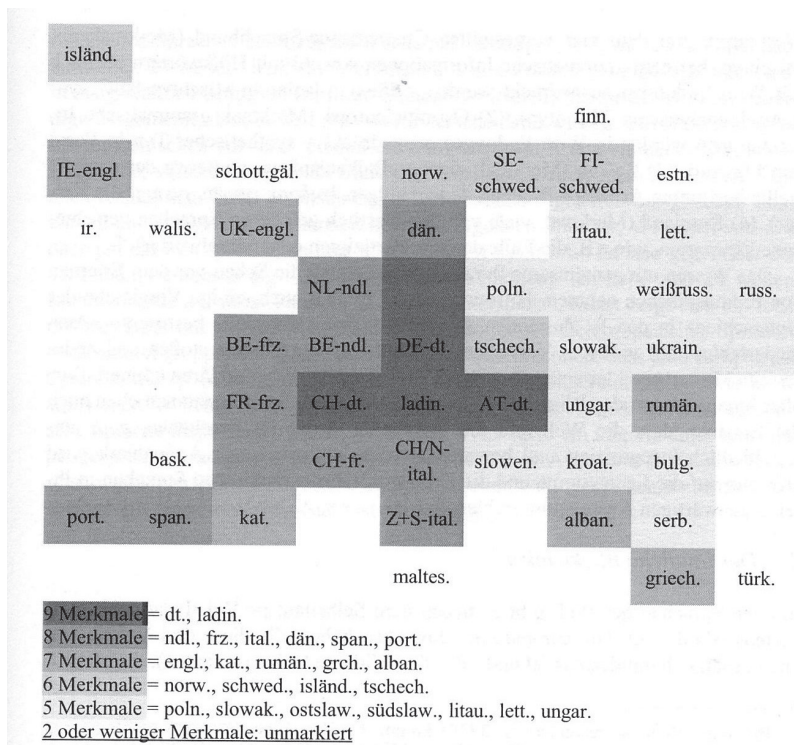 isländ.
finn.
IE-engl. schott.gäl. norw. SE-schwed. FI-schwed. estn.
ir. walis. UK-engl. dän. litau. lett.
NL-ndl. poln. weißruss. russ.
BE-frz. BE-ndl. DE-dt. tschech. slowak. ukrain.
FR-frz. CH-dt. ladin. AT-dt. ungar. rumän.
bask. CH-fr. CH/N-ital. slowen. kroat. bulg.
port. span. kat. Z+S-ital. alban. serb.
maltes. griech. türk.
9 Merkmale = dt., ladin.
8 Merkmale = ndl., frz., ital., dän., span., port.
7 Merkmale = engl., kat., rumän., grch., alban.
6 Merkmale = norw., schwed., isländ., tschech.
5 Merkmale = poln., slowak., ostslaw., südslaw., litau., lett., ungar.
2 oder weniger Merkmale: unmarkiert